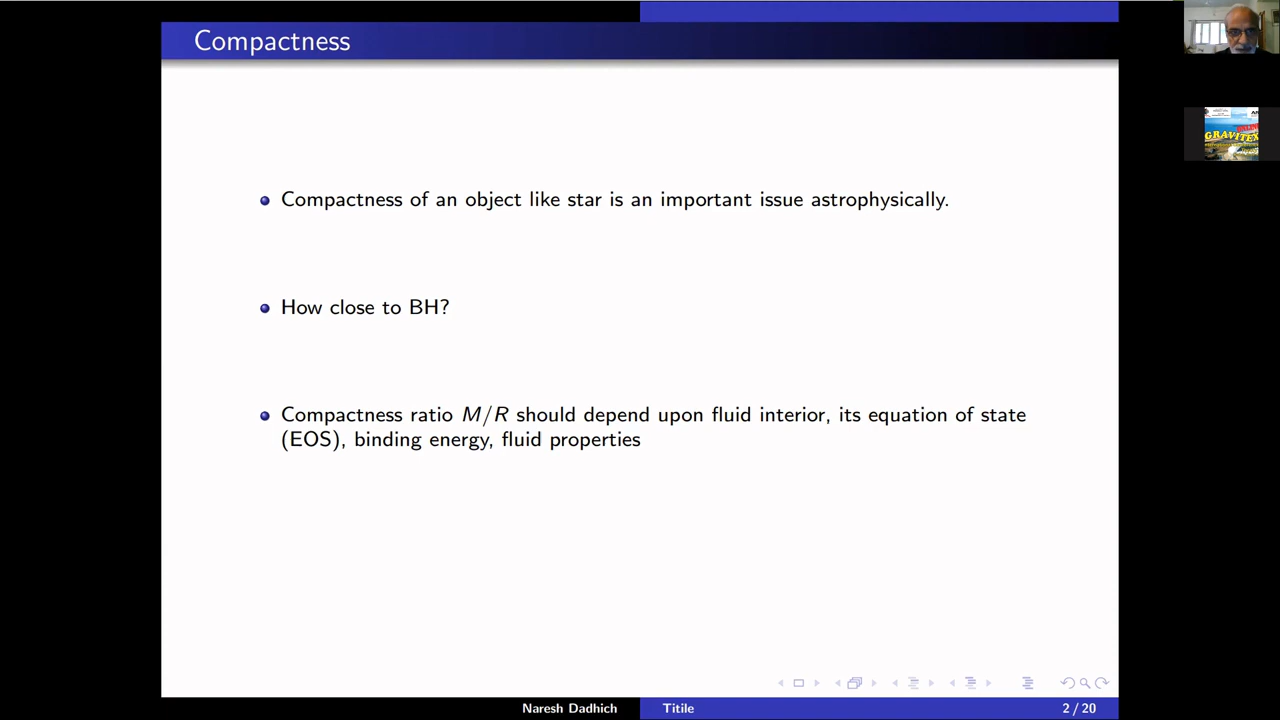 Compactness
Compactness of an object like star is an important issue astrophysically.
How close to BH?
Compactness ratio M/R should depend upon fluid interior, its equation of state
(EOS), binding energy, fluid properties
Naresh Dadhich
Titile
2 / 20